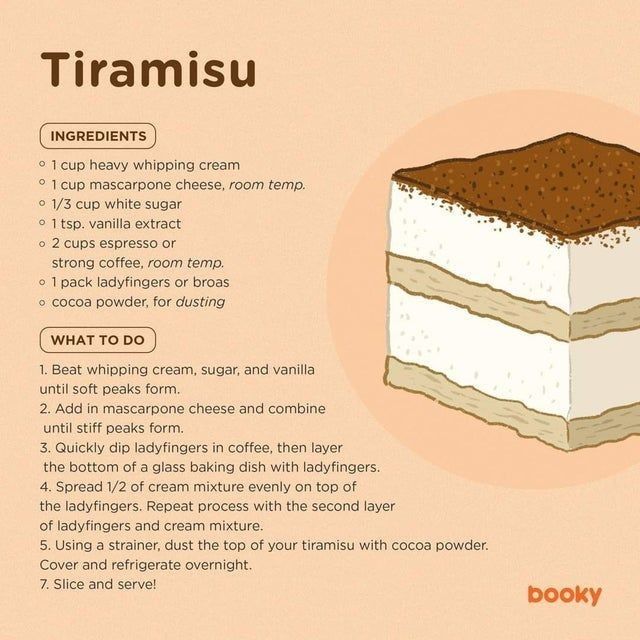 Tiramisu
INGREDIENTS
◦ 1 cup heavy whipping cream
◦ 1 cup mascarpone cheese, room temp.
◦ 1/3 cup white sugar
◦ 1 tsp. vanilla extract
◦ 2 cups espresso or
strong coffee, room temp.
◦ 1 pack ladyfingers or broas
◦ cocoa powder, for dusting
WHAT TO DO
1. Beat whipping cream, sugar, and vanilla
until soft peaks form.
2. Add in mascarpone cheese and combine
until stiff peaks form.
3. Quickly dip ladyfingers in coffee, then layer
the bottom of a glass baking dish with ladyfingers.
4. Spread 1/2 of cream mixture evenly on top of
the ladyfingers. Repeat process with the second layer
of ladyfingers and cream mixture.
5. Using a strainer, dust the top of your tiramisu with cocoa powder.
Cover and refrigerate overnight.
7. Slice and serve!
booky